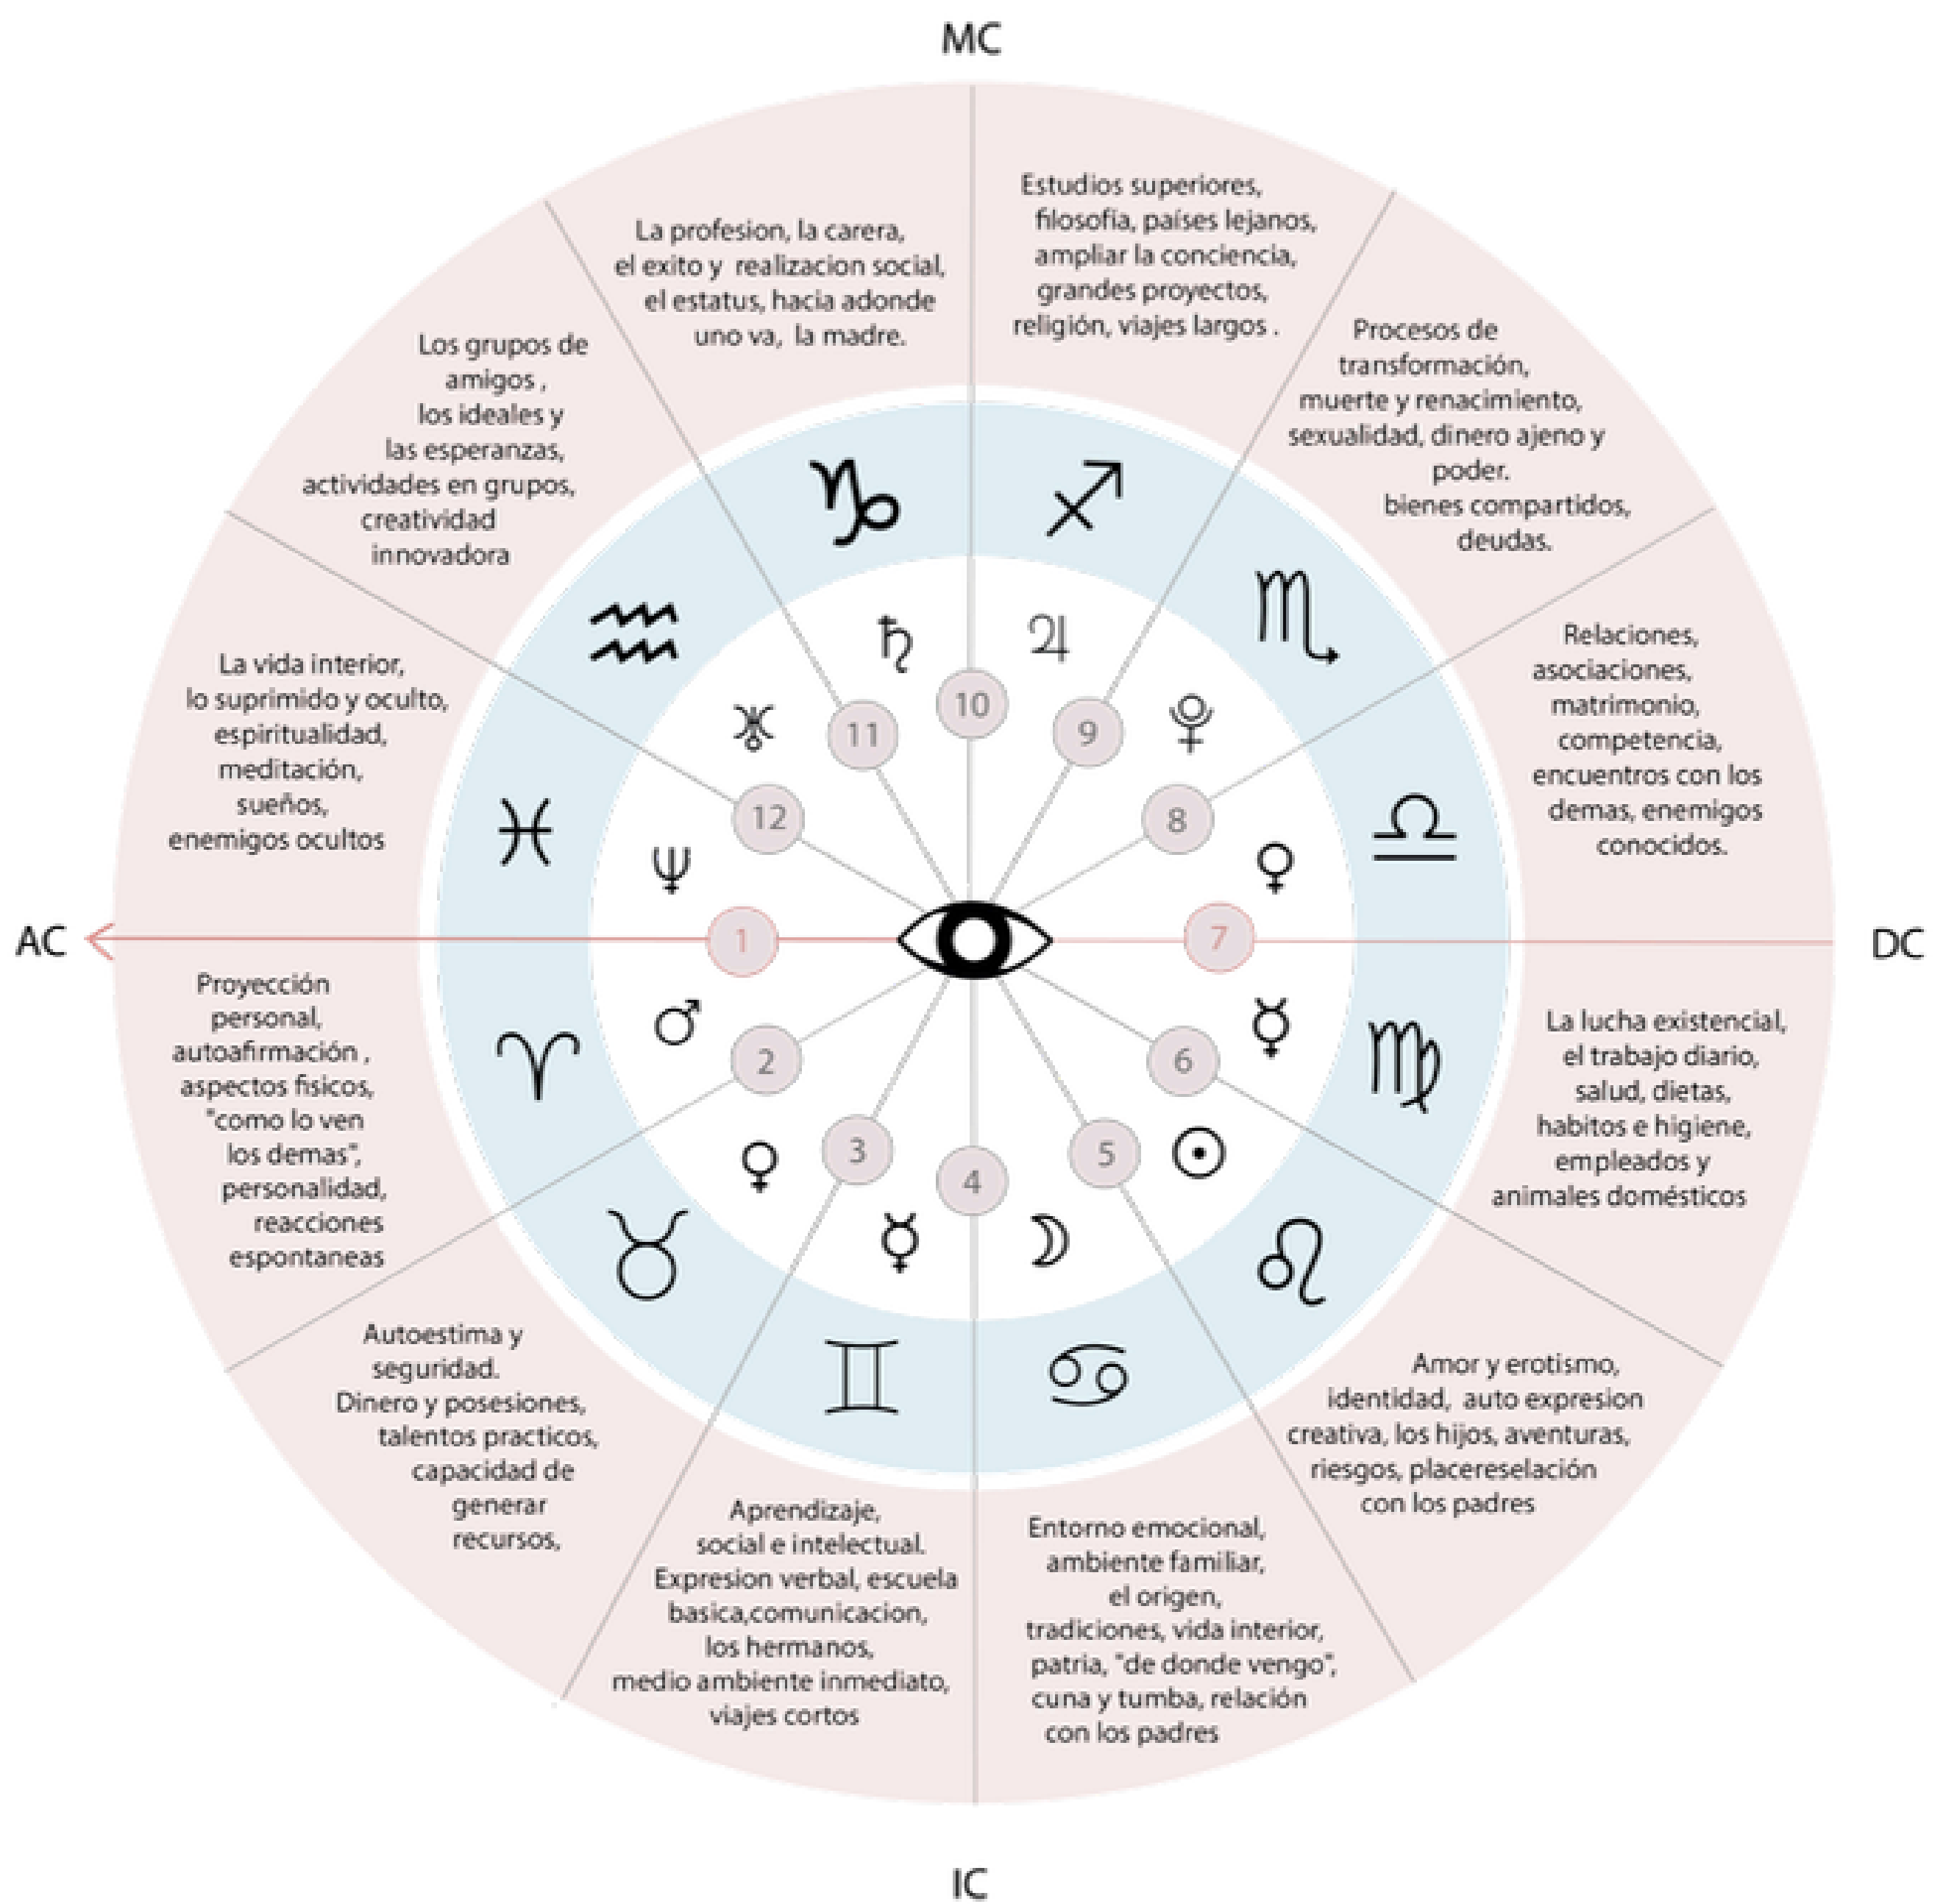 MC
Estudios superiores,
filosofía, países lejanos,
ampliar la conciencia,
grandes proyectos,
religión, viajes largos .
La profesion, la carera,
el exito y realizacion social,
el estatus, hacia adonde
uno va, la madre.
Procesos de
transformación,
muerte y renacimiento,
sexualidad, dinero ajeno y
poder.
bienes compartidos,
deudas.
Los grupos de
amigos ,
los ideales y
las esperanzas,
actividades en grupos,
creatividad
innovadora
Relaciones,
asociaciones,
matrimonio,
competencia,
encuentros con los
demas, enemigos
conocidos.
La vida interior,
lo suprimido y oculto,
espiritualidad,
meditación,
sueños,
enemigos ocultos
10
11
9
12
8
AC
1
7
DC
2
6
3
5
4
Proyección
personal,
autoafirmación ,
aspectos fisicos,
"como lo ven
los demas",
personalidad,
reacciones
espontaneas
La lucha existencial,
el trabajo diario,
salud, dietas,
habitos e higiene,
empleados y
animales domésticos
Autoestima y
seguridad.
Dinero y posesiones,
talentos practicos,
capacidad de
generar
recursos,
Amor y erotismo,
identidad, auto expresion
creativa, los hijos, aventuras,
riesgos, placereselación
con los padres
Aprendizaje,
social e intelectual.
Expresion verbal, escuela
basica,comunicacion,
los hermanos,
medio ambiente inmediato,
viajes cortos
Entorno emocional,
ambiente familiar,
el origen,
tradiciones, vida interior,
patria, "de donde vengo",
cuna y tumba, relación
con los padres
IC